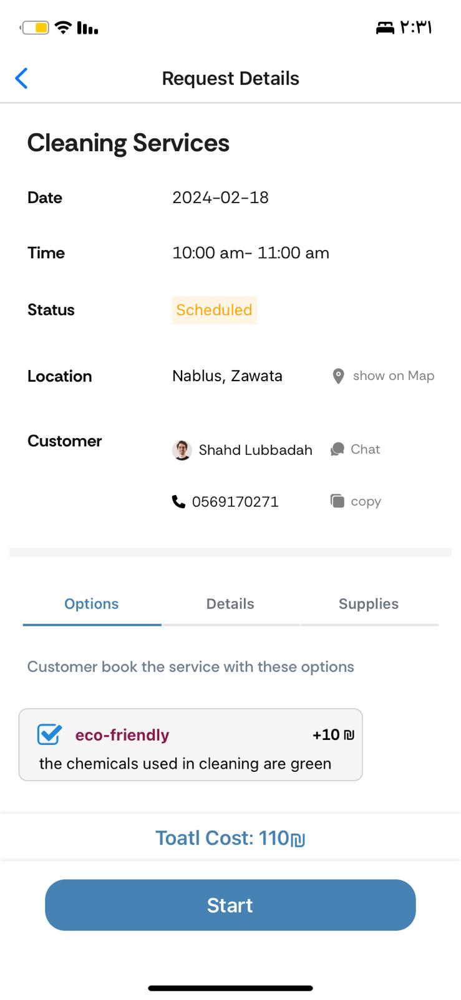 ٢:٣١
Request Details
Cleaning Services
Date 2024-02-18
Time 10:00 am- 11:00 am
Status Scheduled
Location Nablus, Zawata show on Map
Customer Shahd Lubbadah Chat
0569170271 copy
Options Details Supplies
Customer book the service with these options
eco-friendly +10 ₪
the chemicals used in cleaning are green
Toatl Cost: 110₪
Start